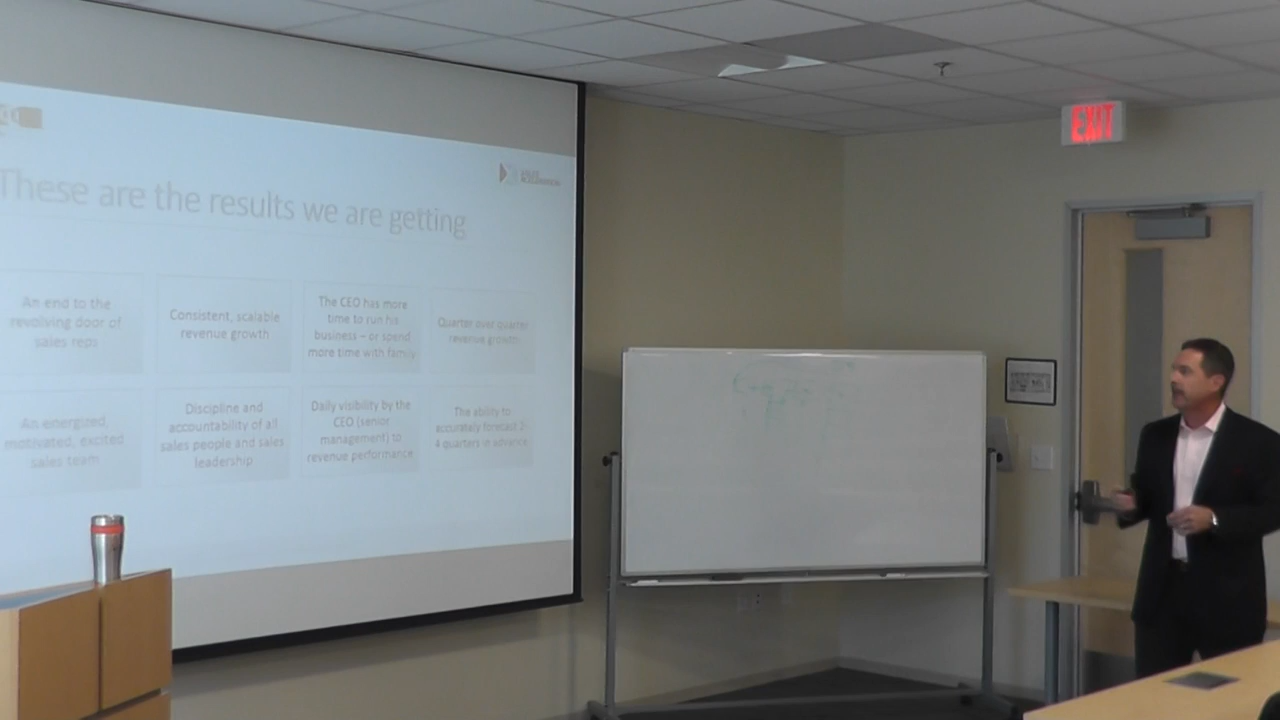 These are the results we are getting
An end to the
revolving door of
sales reps
Consistent, scalable
revenue growth
The CEO has more
time to run his
business – or spend
more time with family
Quarter over quarter
revenue growth
An energized,
motivated, excited
sales team
Discipline and
accountability of all
sales people and sales
leadership
Daily visibility by the
CEO (senior
management) to
revenue performance
The ability to
accurately forecast 2-
4 quarters in advance
EXIT